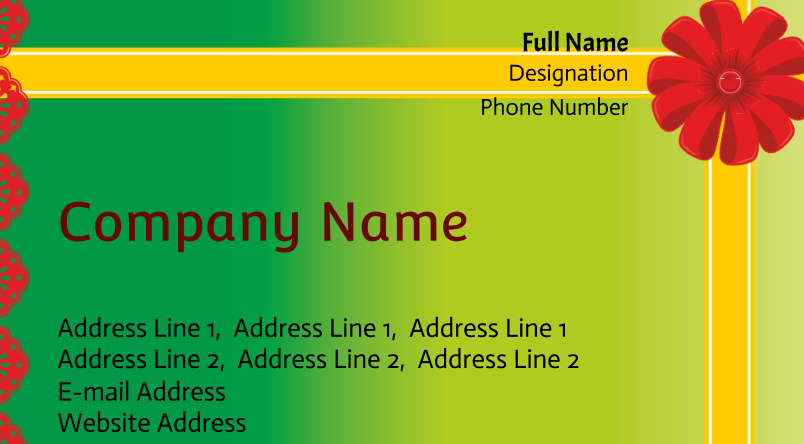 Full Name
Designation
Phone Number
Company Name
Address Line 1,  Address Line 1,  Address Line 1
Address Line 2,  Address Line 2,  Address Line 2
E-mail Address
Website Address